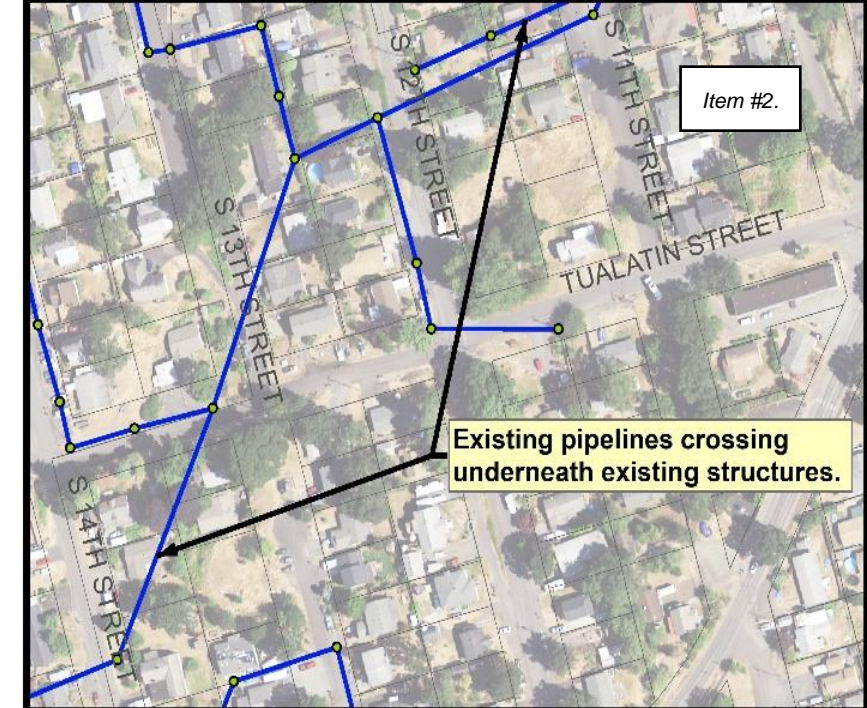 S 12TH STREET
S 11TH STREET
Item #2.
S 13TH STREET
TUALATIN STREET
Existing pipelines crossing
underneath existing structures.
S 14TH STREET